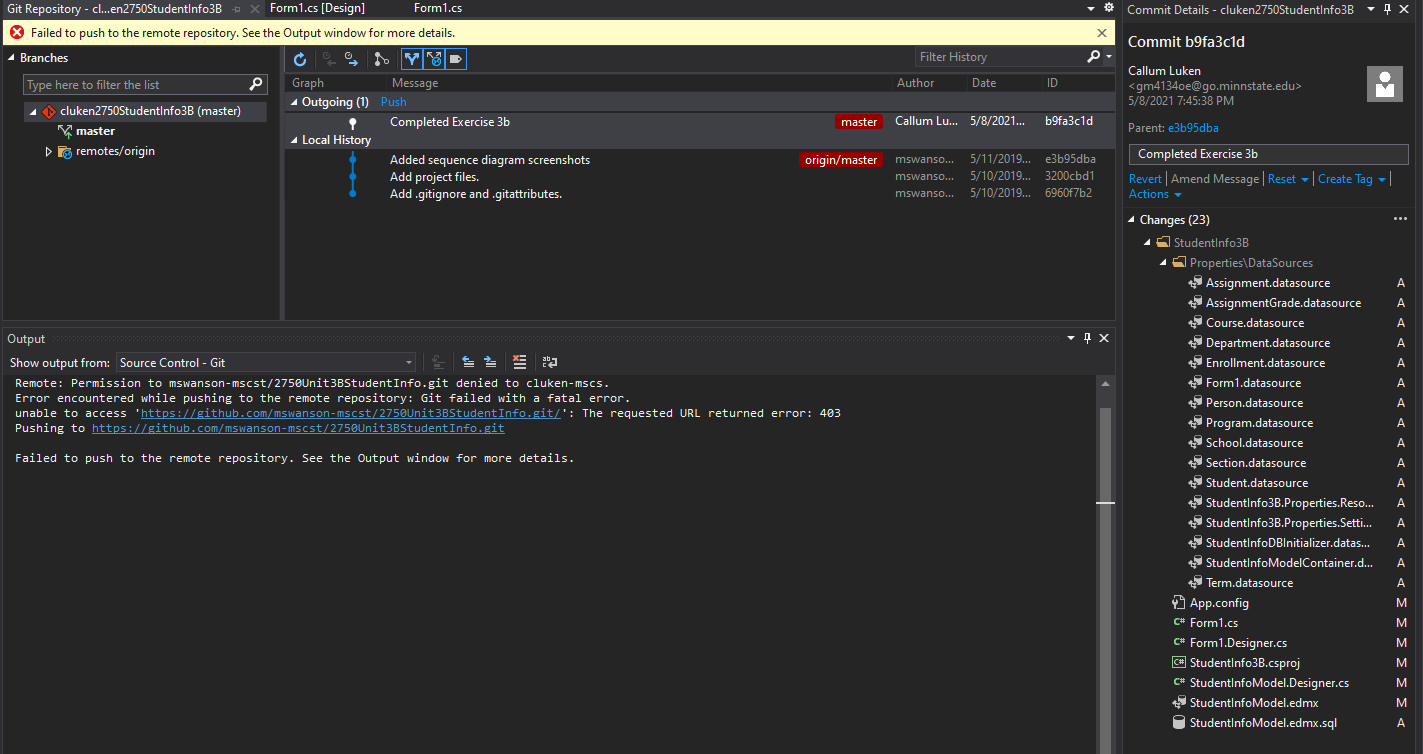 Git Repository - cl...en2750StudentInfo3B
Form1.cs [Design]
Form1.cs
Failed to push to the remote repository. See the Output window for more details.
Branches
Type here to filter the list
cluken2750StudentInfo3B (master)
master
remotes/origin
Filter History
Graph Message Author Date ID
Outgoing (1) Push
Completed Exercise 3b master Callum Lu... 5/8/2021... b9fa3c1d
Local History
Added sequence diagram screenshots origin/master mswanso... 5/11/2019... e3b95dba
Add project files. mswanso... 5/10/2019... 3200cbd1
Add .gitignore and .gitattributes. mswanso... 5/10/2019... 6960f7b2
Output
Show output from: Source Control - Git
Remote: Permission to mswanson-mscst/2750Unit3BStudentInfo.git denied to cluken-mscs.
Error encountered while pushing to the remote repository: Git failed with a fatal error.
unable to access 'https://github.com/mswanson-mscst/2750Unit3BStudentInfo.git/': The requested URL returned error: 403
Pushing to https://github.com/mswanson-mscst/2750Unit3BStudentInfo.git
Failed to push to the remote repository. See the Output window for more details.
Commit Details - cluken2750StudentInfo3B
Commit b9fa3c1d
Callum Luken
<gm4134oe@go.minnstate.edu>
5/8/2021 7:45:38 PM
Parent: e3b95dba
Completed Exercise 3b
Revert | Amend Message | Reset | Create Tag |
Actions
Changes (23) ...
StudentInfo3B
Properties\DataSources
Assignment.datasource A
AssignmentGrade.datasource A
Course.datasource A
Department.datasource A
Enrollment.datasource A
Form1.datasource A
Person.datasource A
Program.datasource A
School.datasource A
Section.datasource A
Student.datasource A
StudentInfo3B.Properties.Reso... A
StudentInfo3B.Properties.Setti... A
StudentInfoDBInitializer.datas... A
StudentInfoModelContainer.d... A
Term.datasource A
App.config M
C# Form1.cs M
C# Form1.Designer.cs M
C# StudentInfo3B.csproj M
C# StudentInfoModel.Designer.cs M
StudentInfoModel.edmx M
StudentInfoModel.edmx.sql A